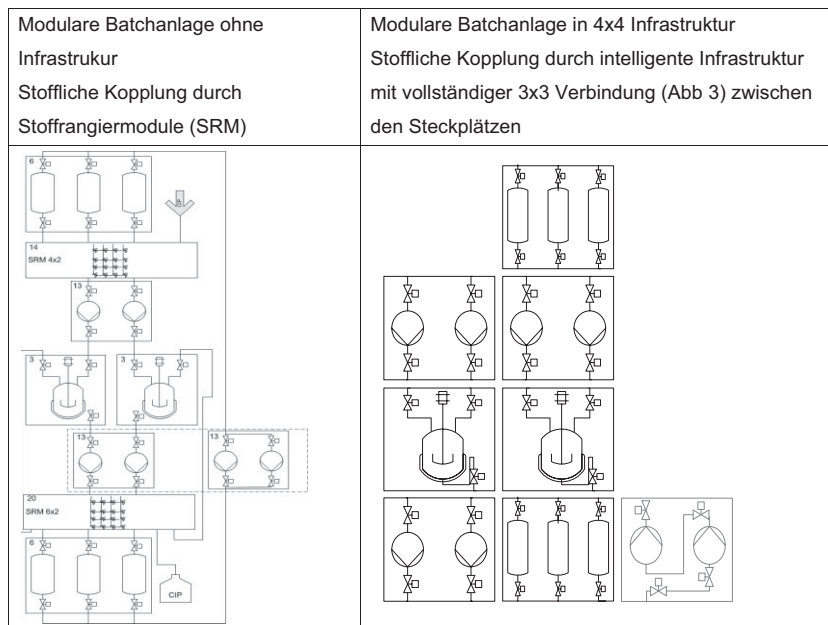 Modulare Batchanlage ohne
Infrastrukur
Stoffliche Kopplung durch
Stoffrangiermodule (SRM)
Modulare Batchanlage in 4x4 Infrastruktur
Stoffliche Kopplung durch intelligente Infrastruktur
mit vollständiger 3x3 Verbindung (Abb 3) zwischen
den Steckplätzen
6
14
SRM 4x2
13
3
3
13
13
20
SRM 6x2
6
CIP